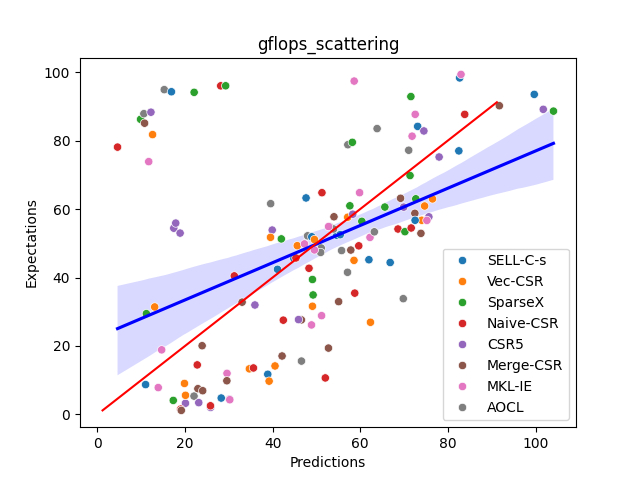 gflops_scattering
Expectations
100
80
60
40
20
0
0 20 40 60 80 100
Predictions
SELL-C-s
Vec-CSR
SparseX
Naive-CSR
CSR5
Merge-CSR
MKL-IE
AOCL